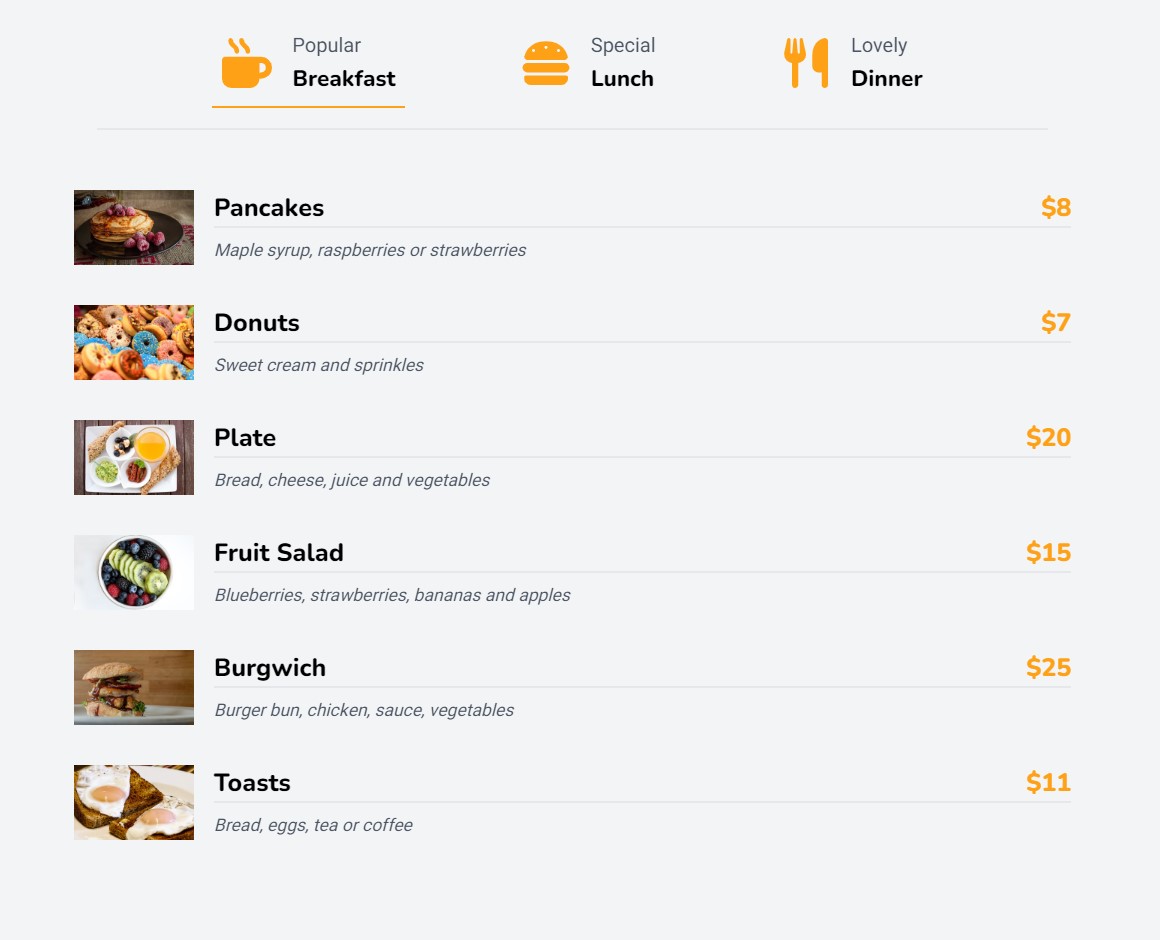 Popular
Breakfast
Special
Lunch
Lovely
Dinner
Pancakes $8
Maple syrup, raspberries or strawberries
Donuts $7
Sweet cream and sprinkles
Plate $20
Bread, cheese, juice and vegetables
Fruit Salad $15
Blueberries, strawberries, bananas and apples
Burgwich $25
Burger bun, chicken, sauce, vegetables
Toasts $11
Bread, eggs, tea or coffee